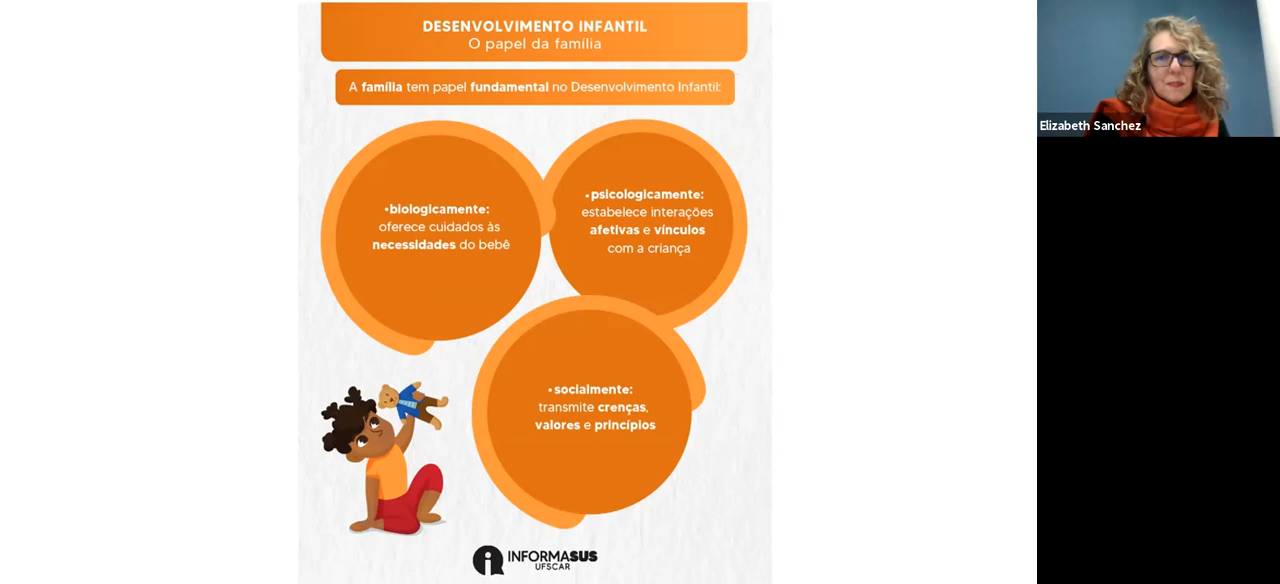 DESENVOLVIMENTO INFANTIL
O papel da família
A família tem papel fundamental no Desenvolvimento Infantil:
•biologicamente:
oferece cuidados às
necessidades do bebê
•psicologicamente:
estabelece interações
afetivas e vínculos
com a criança
•socialmente:
transmite crenças,
valores e princípios
INFORMASUS
UFSCAR
Elizabeth Sanchez